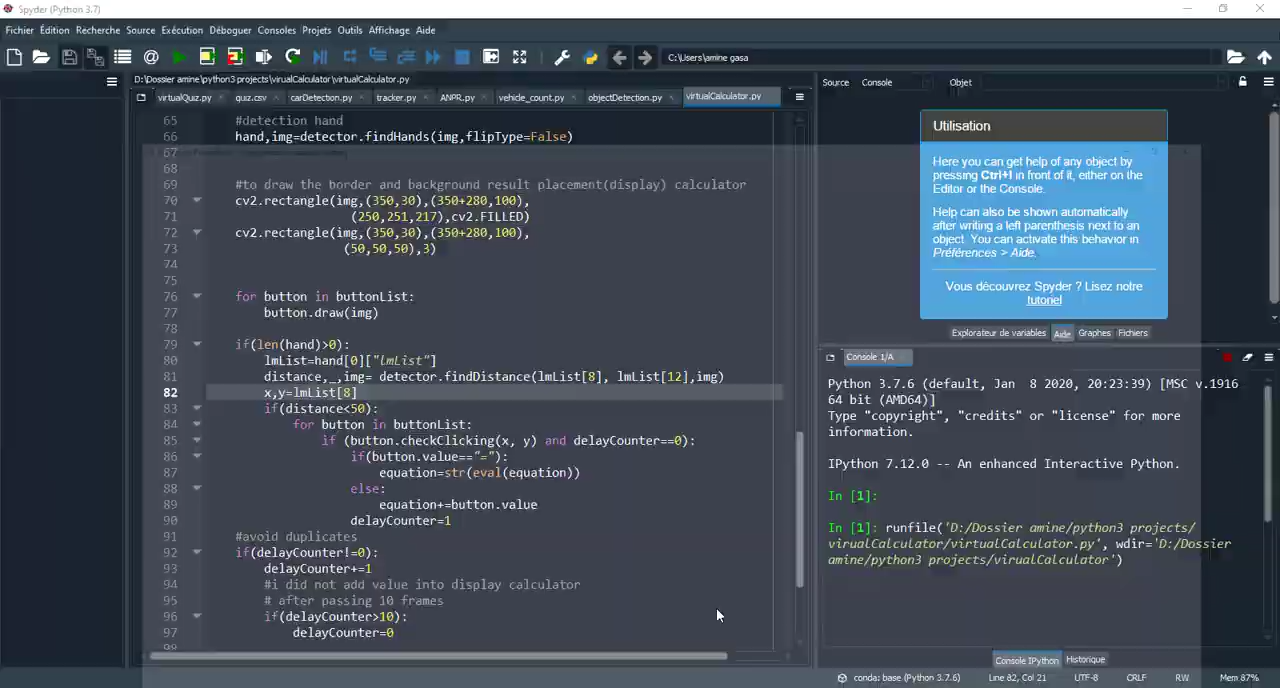 Spyder (Python 3.7)
Fichier Édition Recherche Source Exécution Déboguer Consoles Projets Outils Affichage Aide
C:\Users\amine gasa
D:\Dossier amine\python3 projects\virualCalculator\virtualCalculator.py
virtualQuz.py quz.csv carDetection.py tracker.py ANPR.py vehicle_count.py objectDetection.py virtualCalculator.py
65 #detection hand
66 hand,img=detector.findHands(img,flipType=False)
67
68
69 #to draw the border and background result placement(display) calculator
70 cv2.rectangle(img,(350,30),(350+280,100),
71 (250,251,217),cv2.FILLED)
72 cv2.rectangle(img,(350,30),(350+280,100),
73 (50,50,50),3)
74
75
76 for button in buttonList:
77 button.draw(img)
78
79 if(len(hand)>0):
80 lmList=hand[0]["lmList"]
81 distance,_,img= detector.findDistance(lmList[8], lmList[12],img)
82 x,y=lmList[8]
83 if(distance<50):
84 for button in buttonList:
85 if (button.checkClicking(x, y) and delayCounter==0):
86 if(button.value=="="):
87 equation=str(eval(equation))
88 else:
89 equation+=button.value
90 delayCounter=1
91 #avoid duplicates
92 if(delayCounter!=0):
93 delayCounter+=1
94 #i did not add value into display calculator
95 # after passing 10 frames
96 if(delayCounter>10):
97 delayCounter=0
98
Source Console Objet
Utilisation
Here you can get help of any object by
pressing Ctrl+I in front of it, either on the
Editor or the Console.
Help can also be shown automatically
after writing a left parenthesis next to an
object. You can activate this behavior in
Préférences > Aide.
Vous découvrez Spyder ? Lisez notre
tutoriel
Explorateur de variables Aide Graphes Fichiers
Console 1/A
Python 3.7.6 (default, Jan 8 2020, 20:23:39) [MSC v.1916
64 bit (AMD64)]
Type "copyright", "credits" or "license" for more
information.
IPython 7.12.0 -- An enhanced Interactive Python.
In [1]:
In [1]: runfile('D:/Dossier amine/python3 projects/
virualCalculator/virtualCalculator.py', wdir='D:/Dossier
amine/python3 projects/virualCalculator')
Console IPython Historique
conda: base (Python 3.7.6) Line 82, Col 21 UTF-8 CRLF RW Mem 87%